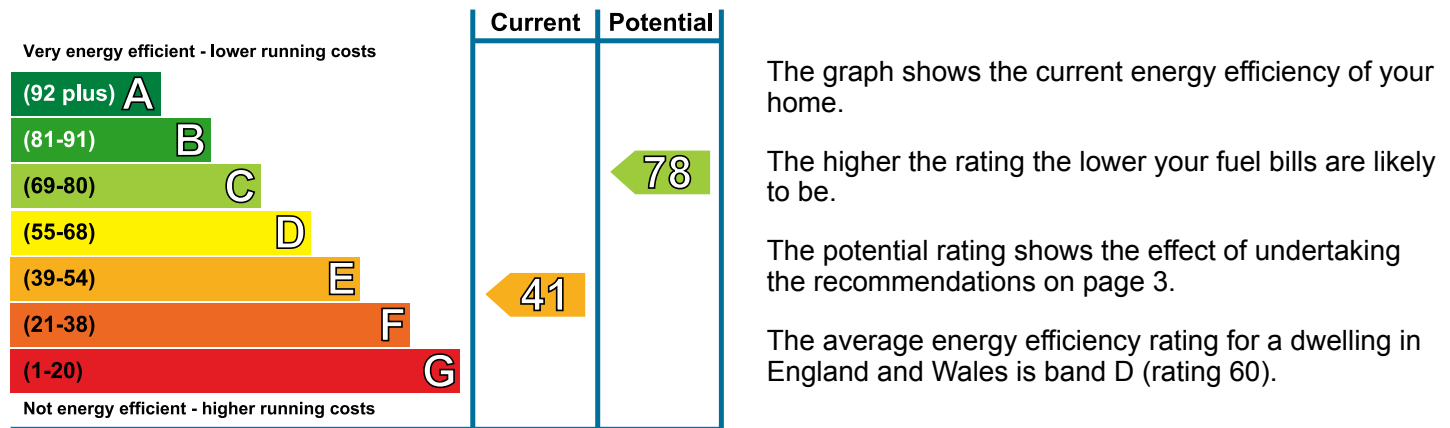 Current Potential
Very energy efficient - lower running costs
(92 plus) A
(81-91) B
(69-80) C
78
(55-68) D
(39-54) E
41
(21-38) F
(1-20) G
Not energy efficient - higher running costs
The graph shows the current energy efficiency of your
home.
The higher the rating the lower your fuel bills are likely
to be.
The potential rating shows the effect of undertaking
the recommendations on page 3.
The average energy efficiency rating for a dwelling in
England and Wales is band D (rating 60).